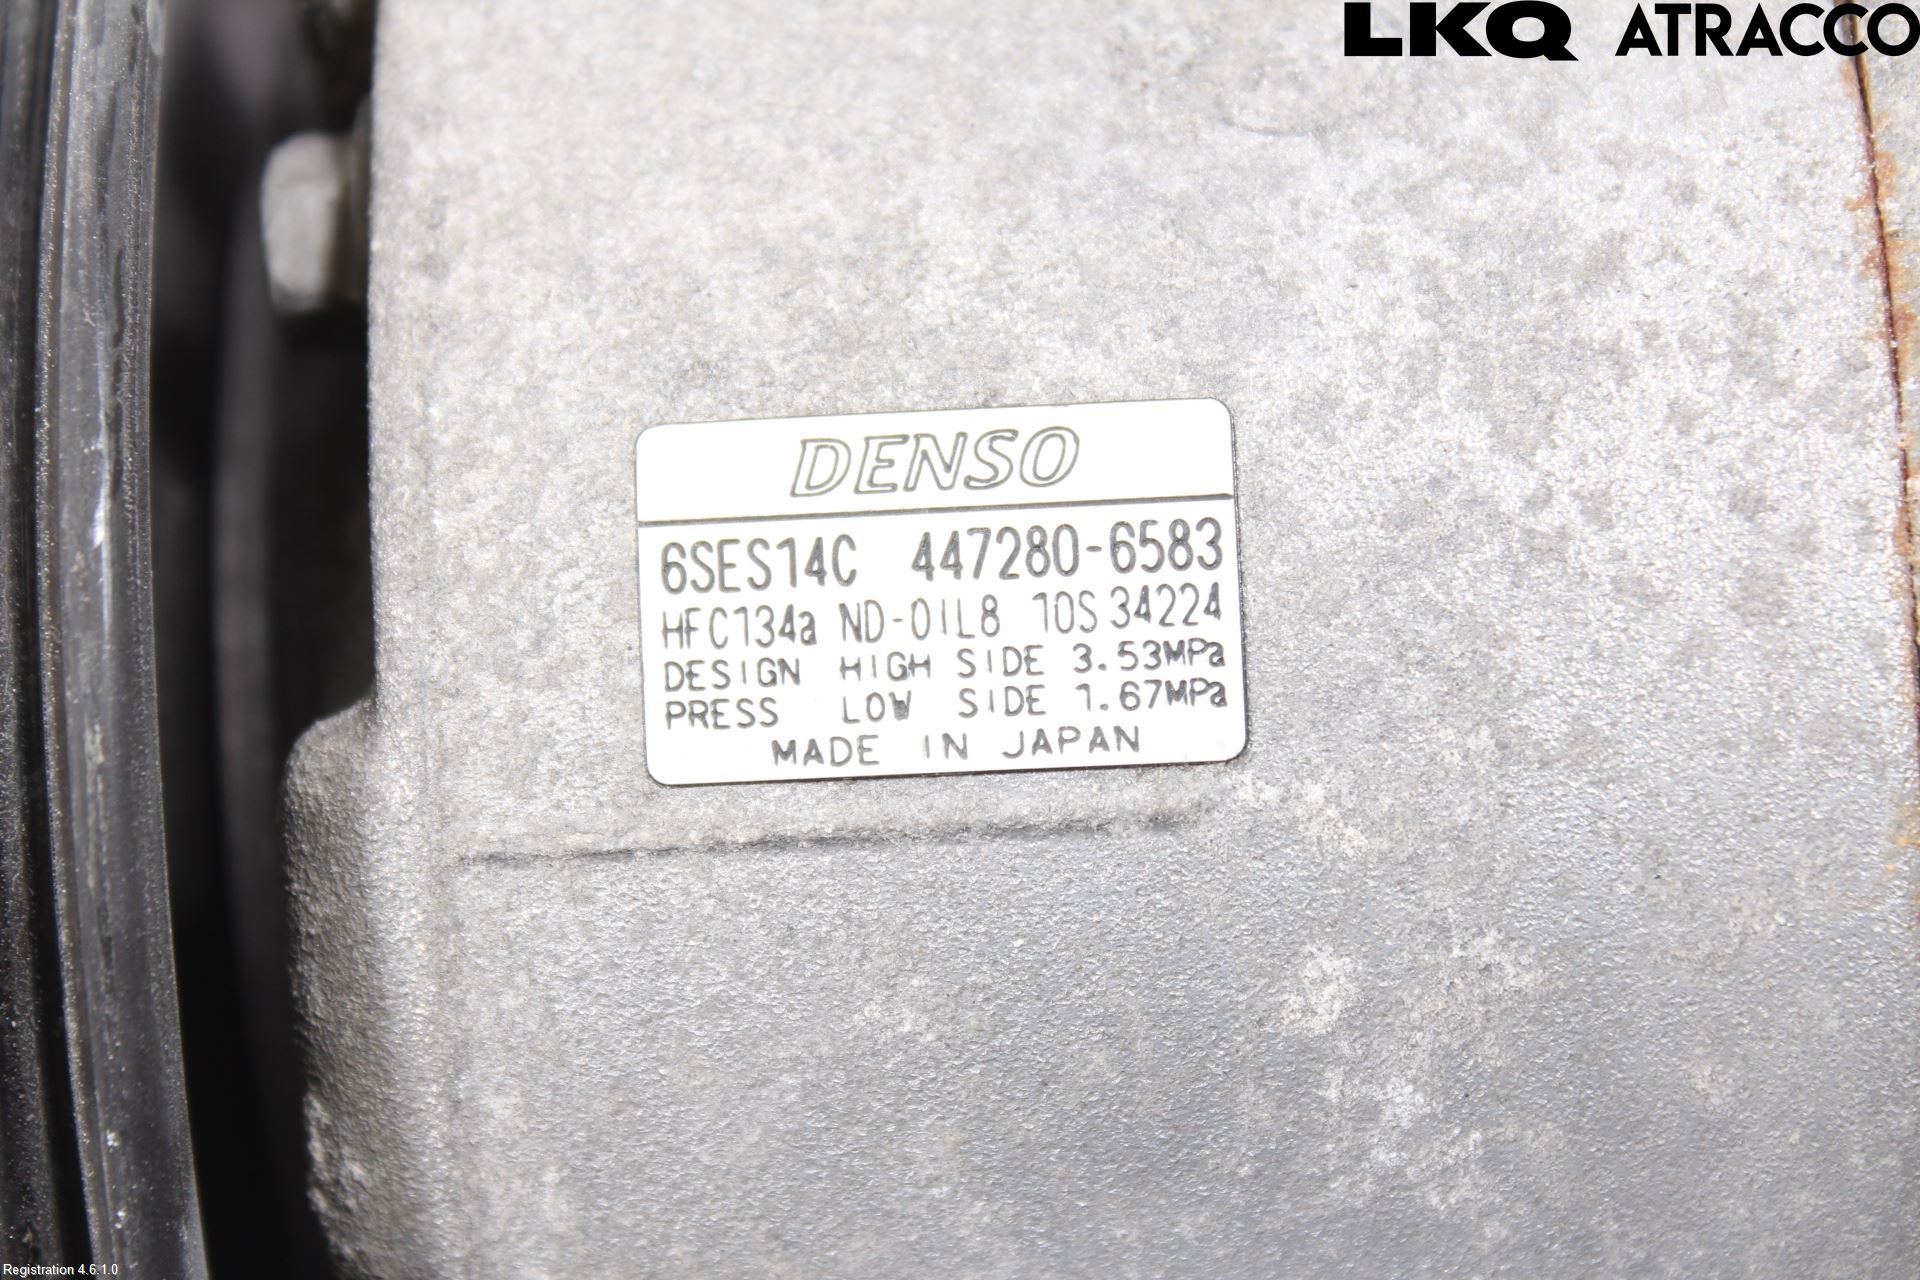 LKQ ATRACCO
DENSO
6SES14C 447280-6583
HFC134a ND-OIL8 10S 34224
DESIGN HIGH SIDE 3.53MPa
PRESS LOW SIDE 1.67MPa
MADE IN JAPAN
Registration 4.6.1.0